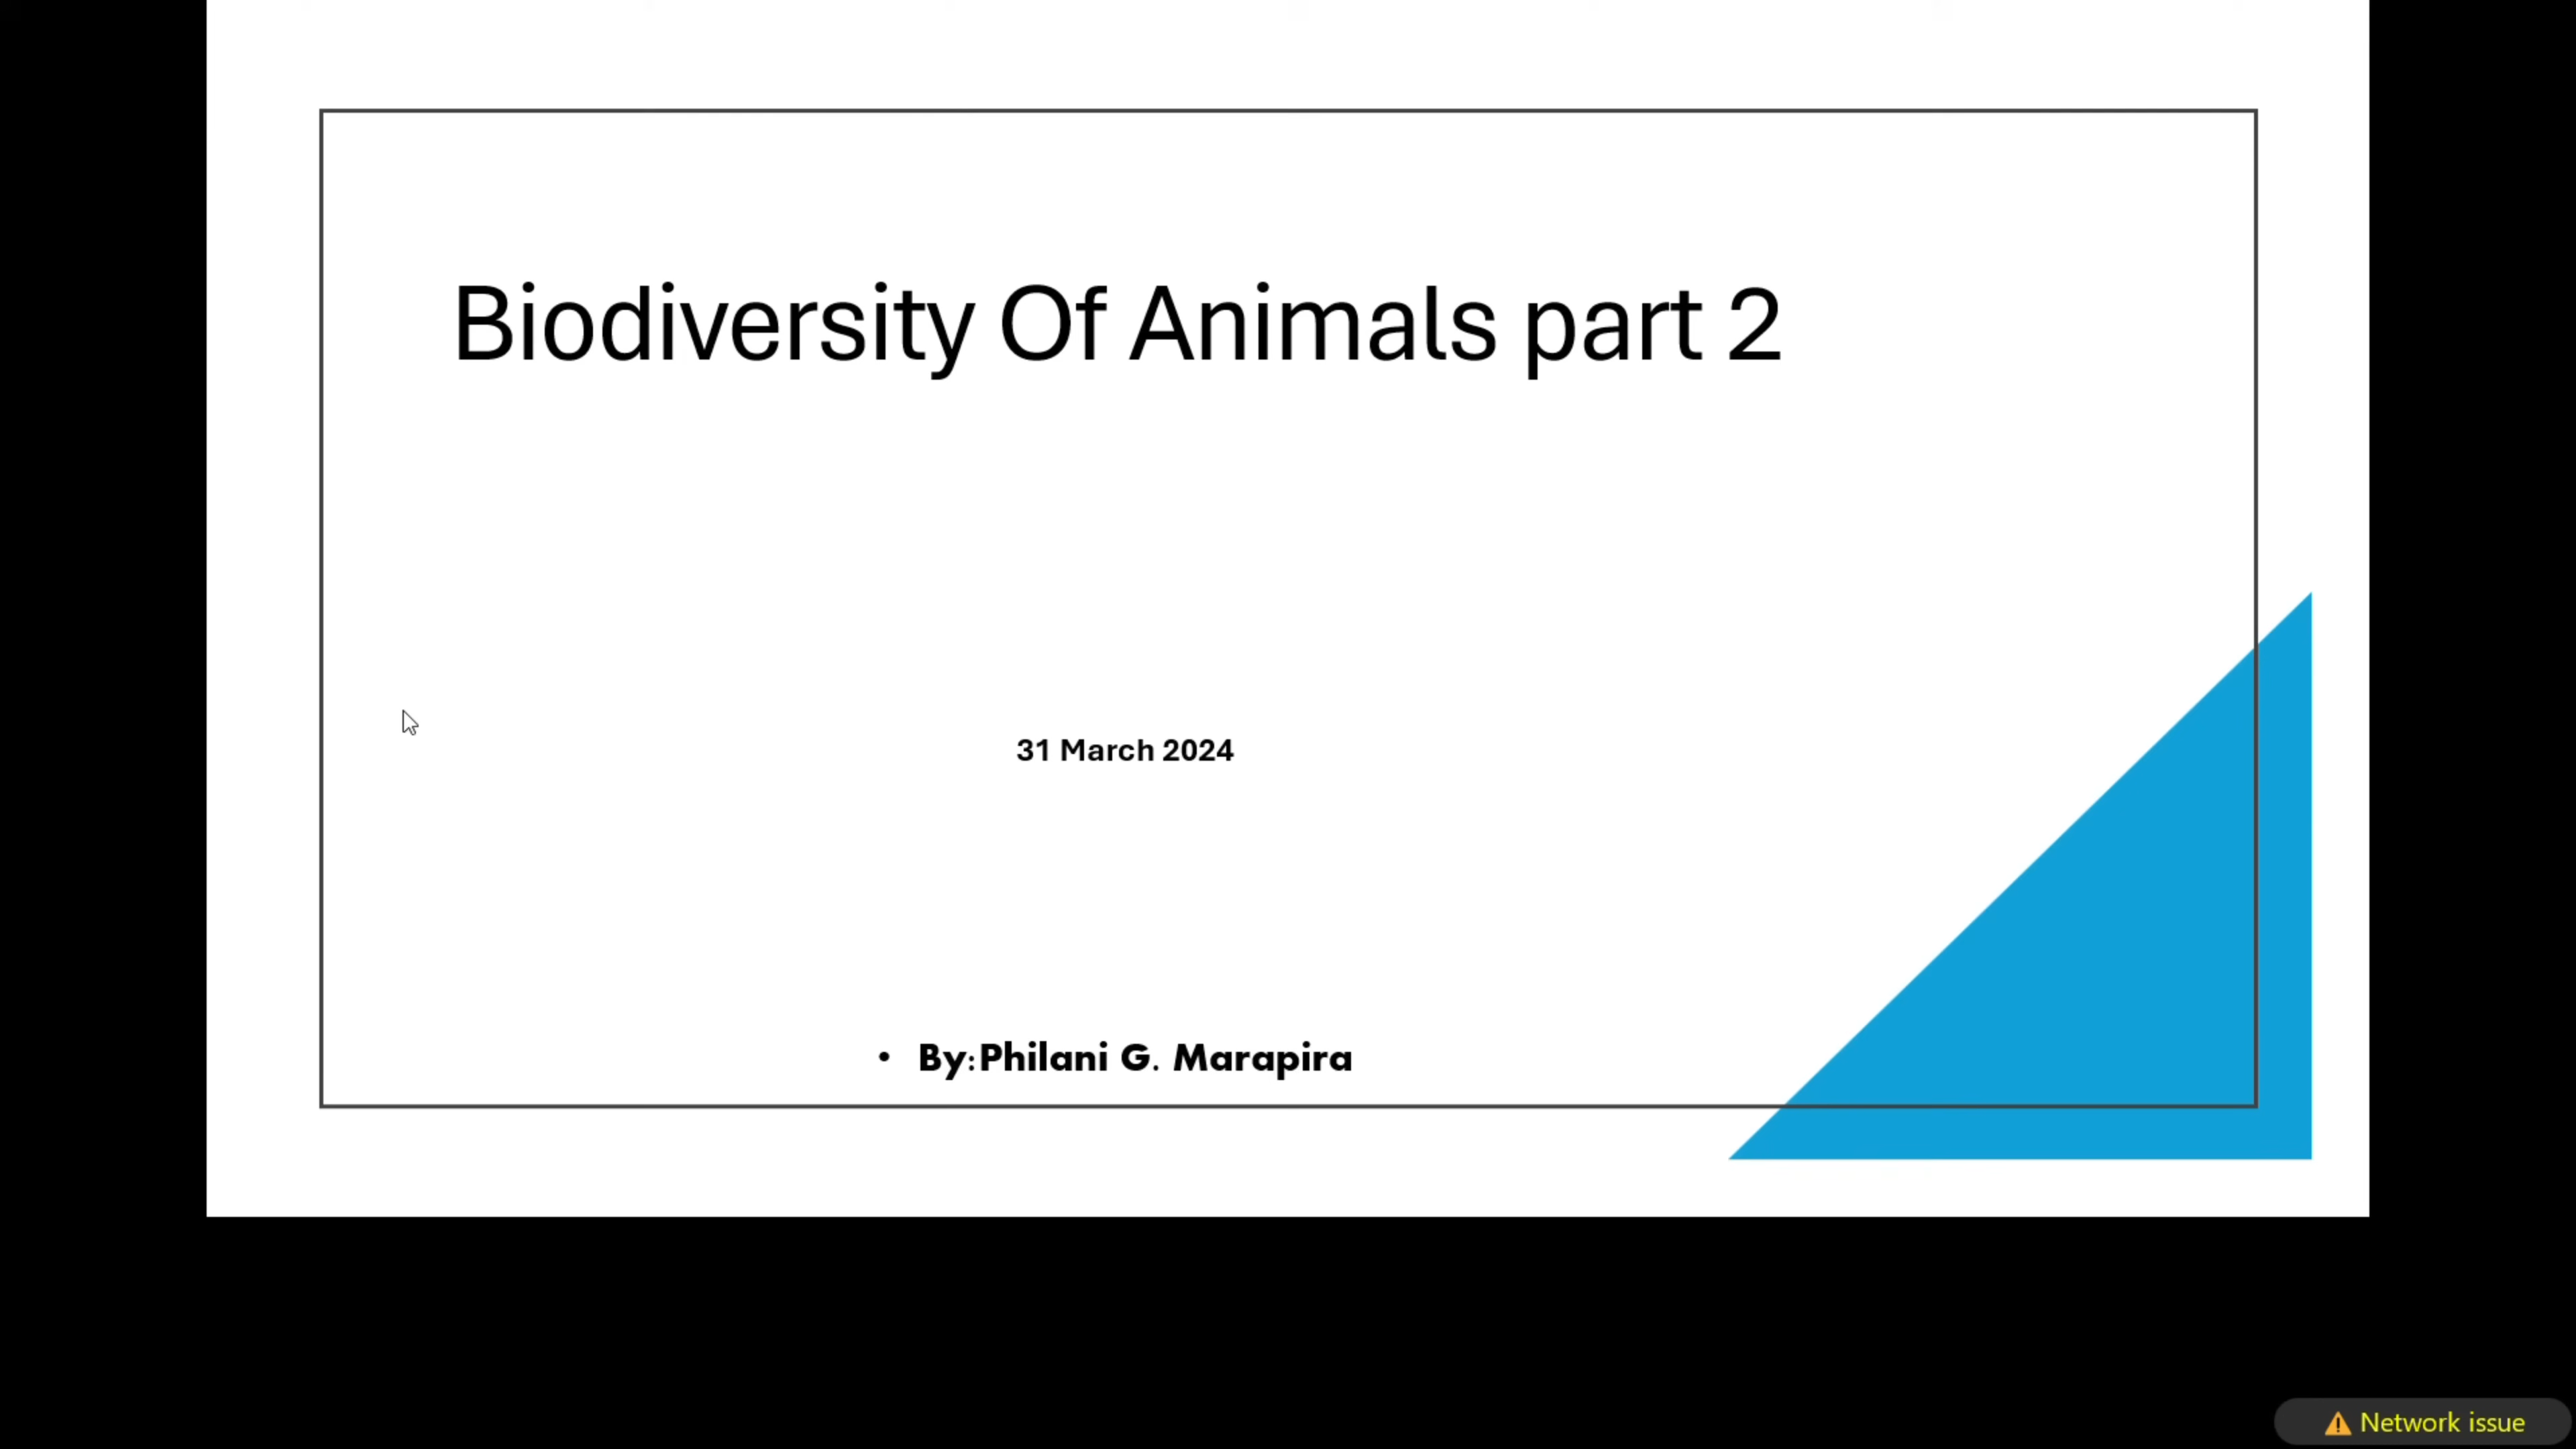 Biodiversity Of Animals part 2
31 March 2024
• By:Philani G. Marapira
Network issue